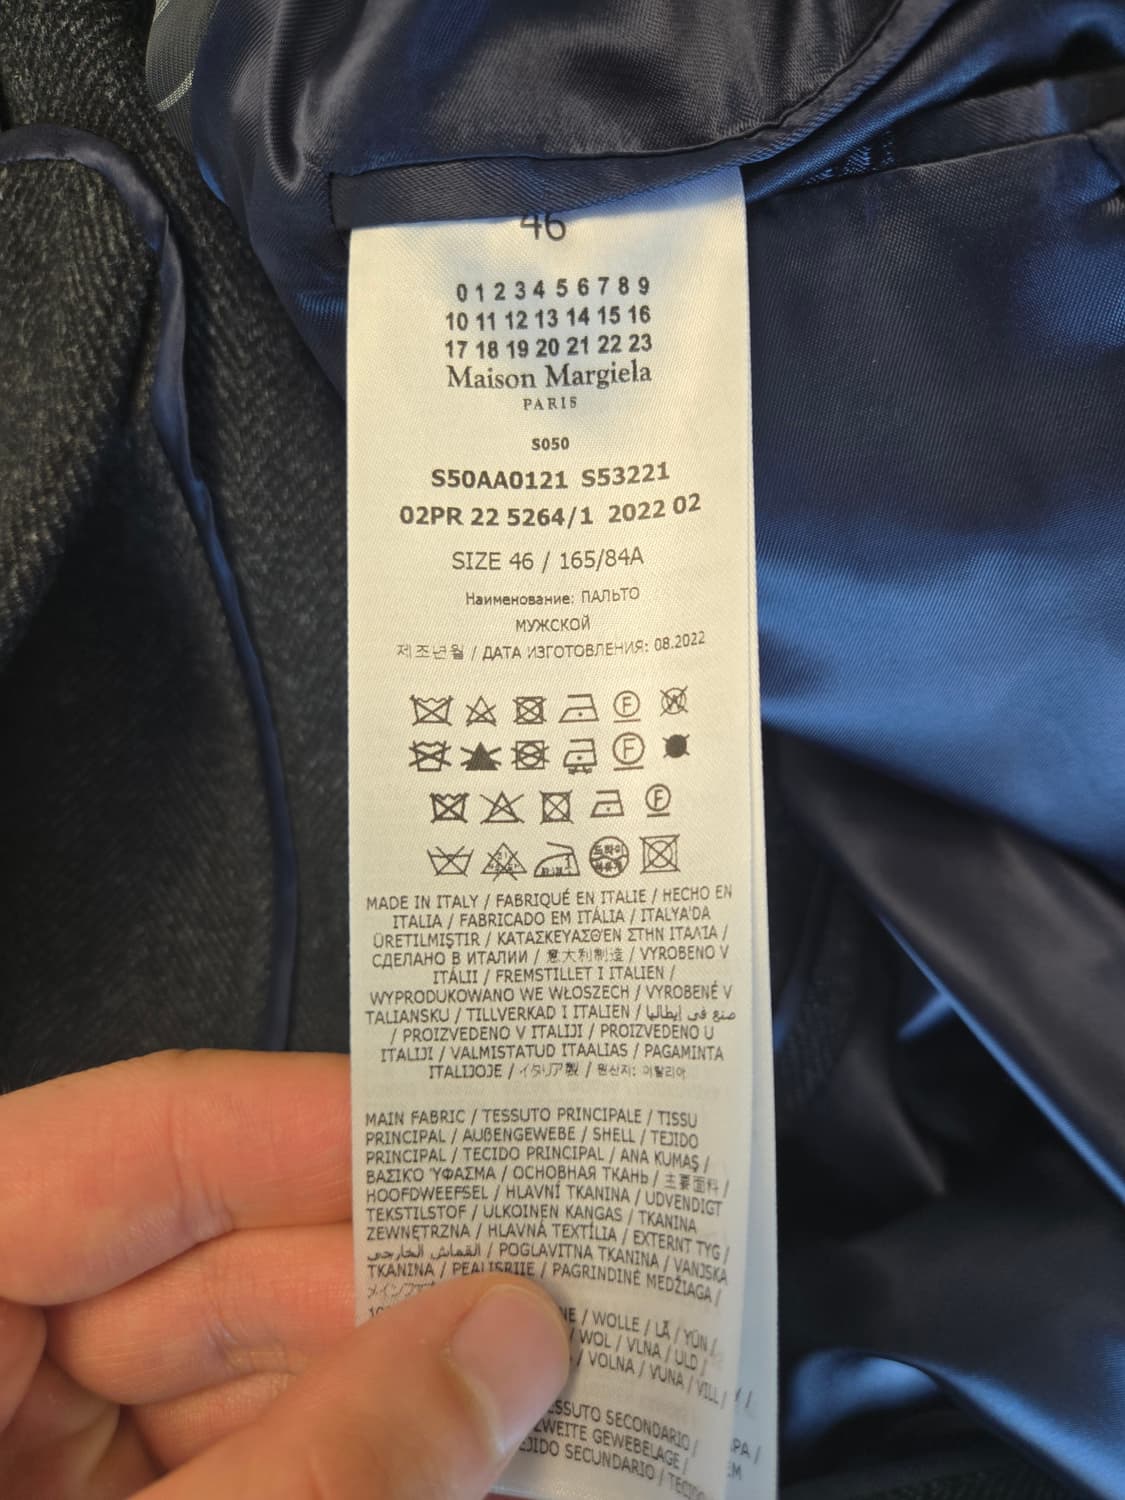 46
0 1 2 3 4 5 6 7 8 9
10 11 12 13 14 15 16
17 18 19 20 21 22 23
Maison Margiela
PARIS
S050
S50AA0121 S53221
02PR 22 5264/1 2022 02
SIZE 46 / 165/84A
Наименование: ПАЛЬТО
МУЖСКОЙ
제조년월 / ДАТА ИЗГОТОВЛЕНИЯ: 08.2022
F W
F
F
드라이
MADE IN ITALY / FABRIQUÉ EN ITALIE / HECHO EN
ITALIA / FABRICADO EM ITÁLIA / ITALYA'DA
ÜRETILMIŞTIR / ΚΑΤΑΣΚΕΥΑΣΘΕΝ ΣΤΗΝ ΙΤΑΛΙΑ /
СДЕЛАНО В ИТАЛИИ / 意大利制造 / VYROBENO V
ITÁLII / FREMSTILLET I ITALIEN /
WYPRODUKOWANO WE WŁOSZECH / VYROBENÉ V
TALIANSKU / TILLVERKAD I ITALIEN / صنع في إيطاليا
/ PROIZVEDENO V ITALIJI / PROIZVEDENO U
ITALIJI / VALMISTATUD ITAALIAS / PAGAMINTA
ITALIJOJE / イタリア製 / 원산지: 이탈리아
MAIN FABRIC / TESSUTO PRINCIPALE / TISSU
PRINCIPAL / AUßENGEWEBE / SHELL / TEJIDO
PRINCIPAL / TECIDO PRINCIPAL / ANA KUMAŞ /
ΒΑΣΙΚΟ ΎΦΑΣΜΑ / ОСНОВНАЯ ТКАНЬ / 主要面料 /
HOOFDWEEFSEL / HLAVNÍ TKANINA / UDVENDIGT
TEKSTILSTOF / ULKOINEN KANGAS / TKANINA
ZEWNĘTRZNA / HLAVNÁ TEXTÍLIA / EXTERNT TYG /
القماش الخارجي / POGLAVITNA TKANINA / VANJSKA
TKANINA / PEALISRIIE / PAGRINDINĖ MEDŽIAGA /
/ WOLLE / LÃ / YÜN /
/ WOL / VLNA / ULD /
/ VOLNA / VUNA / VILL /
SECONDARIO /
ZWEITE GEWEBELAGE /
SECUNDARIO /